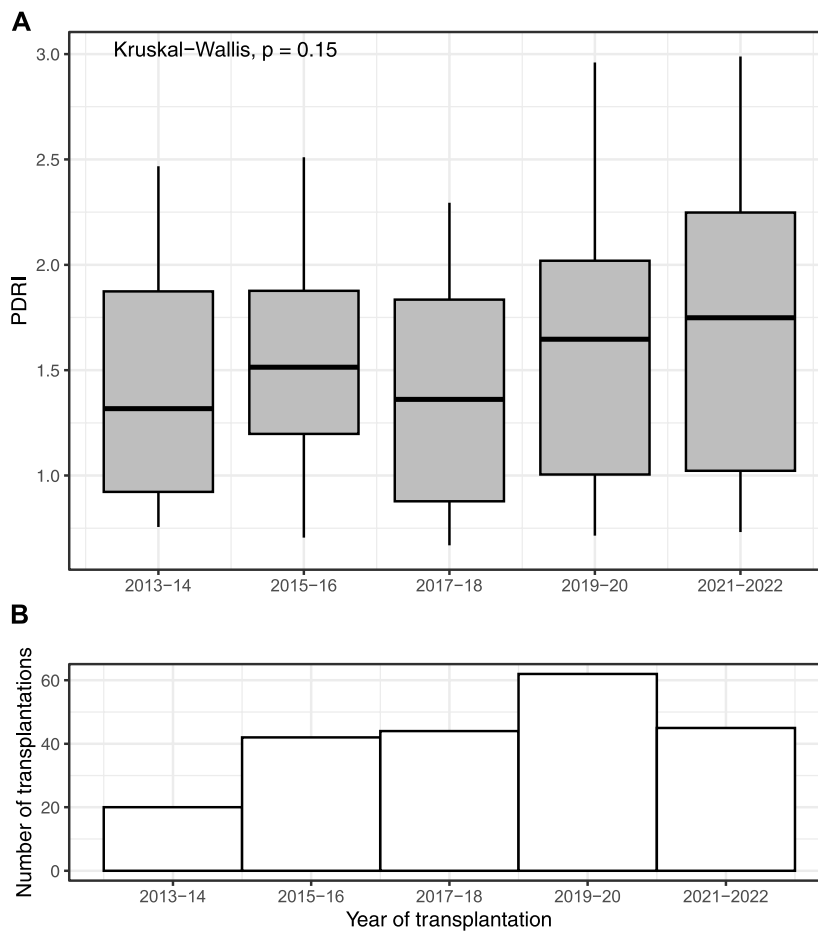 A
Kruskal−Wallis, p = 0.15
3.0
2.5
2.0
1.5
1.0
PDRI
2013−14 2015−16 2017−18 2019−20 2021−2022
B
60
40
20
0
Number of transplantations
2013−14 2015−16 2017−18 2019−20 2021−2022
Year of transplantation